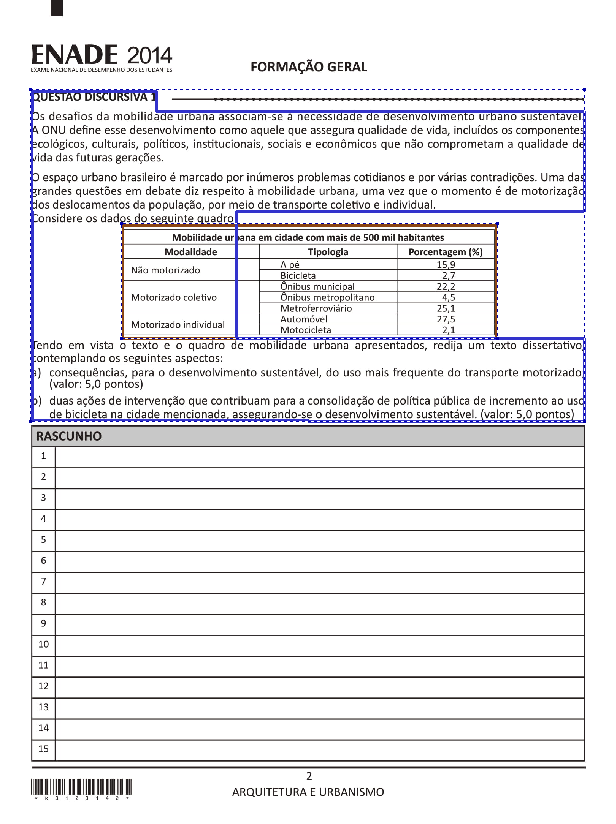 ENADE 2014
EXAME NACIONAL DE DESEMPENHO DOS ESTUDANTES
FORMAÇÃO GERAL
QUESTÃO DISCURSIVA 1
Os desafios da mobilidade urbana associam-se à necessidade de desenvolvimento urbano sustentável.
A ONU define esse desenvolvimento como aquele que assegura qualidade de vida, incluídos os componentes
ecológicos, culturais, políticos, institucionais, sociais e econômicos que não comprometam a qualidade de
vida das futuras gerações.
O espaço urbano brasileiro é marcado por inúmeros problemas cotidianos e por várias contradições. Uma das
grandes questões em debate diz respeito à mobilidade urbana, uma vez que o momento é de motorização
dos deslocamentos da população, por meio de transporte coletivo e individual.
Considere os dados do seguinte quadro.
Mobilidade urbana em cidade com mais de 500 mil habitantes
Modalidade Tipologia Porcentagem (%)
Não motorizado A pé 15,9
Bicicleta 2,7
Motorizado coletivo Ônibus municipal 22,2
Ônibus metropolitano 4,5
Metroferroviário 25,1
Motorizado individual Automóvel 27,5
Motocicleta 2,1
Tendo em vista o texto e o quadro de mobilidade urbana apresentados, redija um texto dissertativo,
contemplando os seguintes aspectos:
a) consequências, para o desenvolvimento sustentável, do uso mais frequente do transporte motorizado;
(valor: 5,0 pontos)
b) duas ações de intervenção que contribuam para a consolidação de política pública de incremento ao uso
de bicicleta na cidade mencionada, assegurando-se o desenvolvimento sustentável. (valor: 5,0 pontos)
RASCUNHO
1
2
3
4
5
6
7
8
9
10
11
12
13
14
15
2
ARQUITETURA E URBANISMO